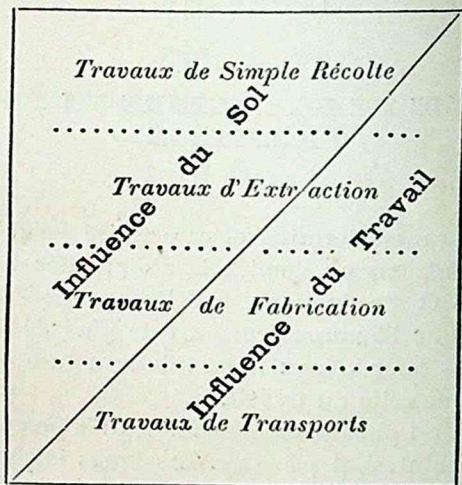 Travaux de Simple Récolte
Influence du Sol
Travaux d'Extraction
Influence du Travail
Travaux de Fabrication
Travaux de Transports